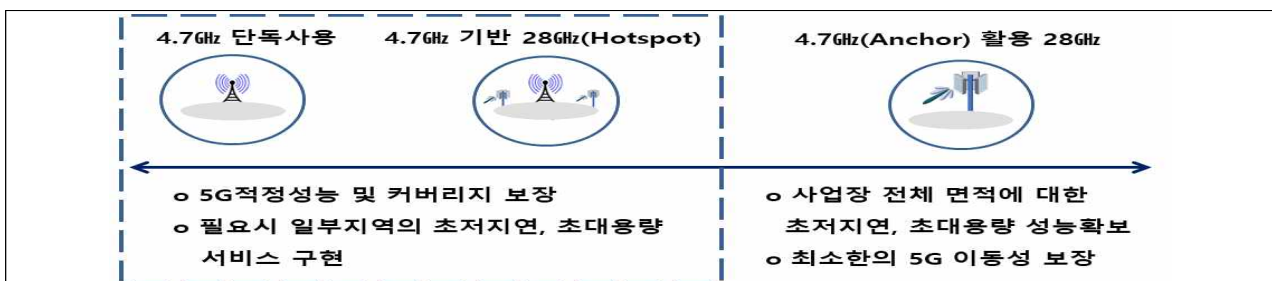 4.7㎓ 단독사용
4.7㎓ 기반 28GHz(Hotspot)
4.7㎓(Anchor) 활용 28㎓
o 5G적정성능 및 커버리지 보장
o 필요시 일부지역의 초저지연, 초대용량
서비스 구현
o 사업장 전체 면적에 대한
초저지연, 초대용량 성능확보
o 최소한의 5G 이동성 보장